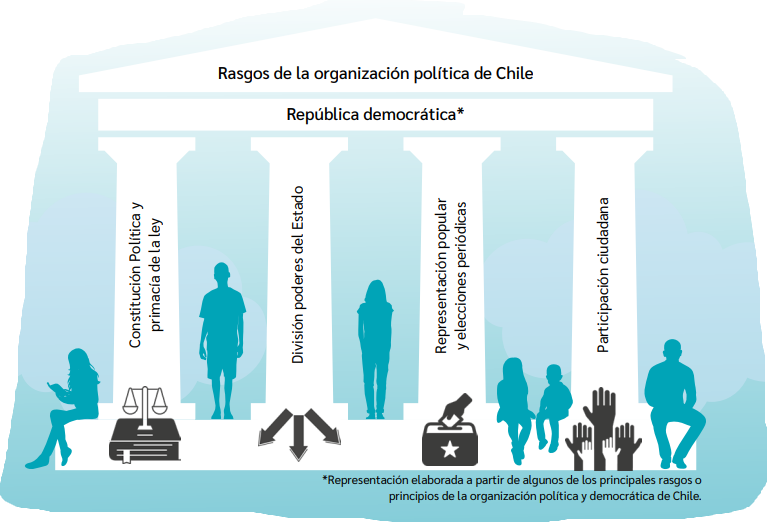 Rasgos de la organización política de Chile
República democrática*
Constitución Política y
primacía de la ley
División poderes del Estado
Representación popular
y elecciones periódicas
Participación ciudadana
*Representación elaborada a partir de algunos de los principales rasgos o
principios de la organización política y democrática de Chile.